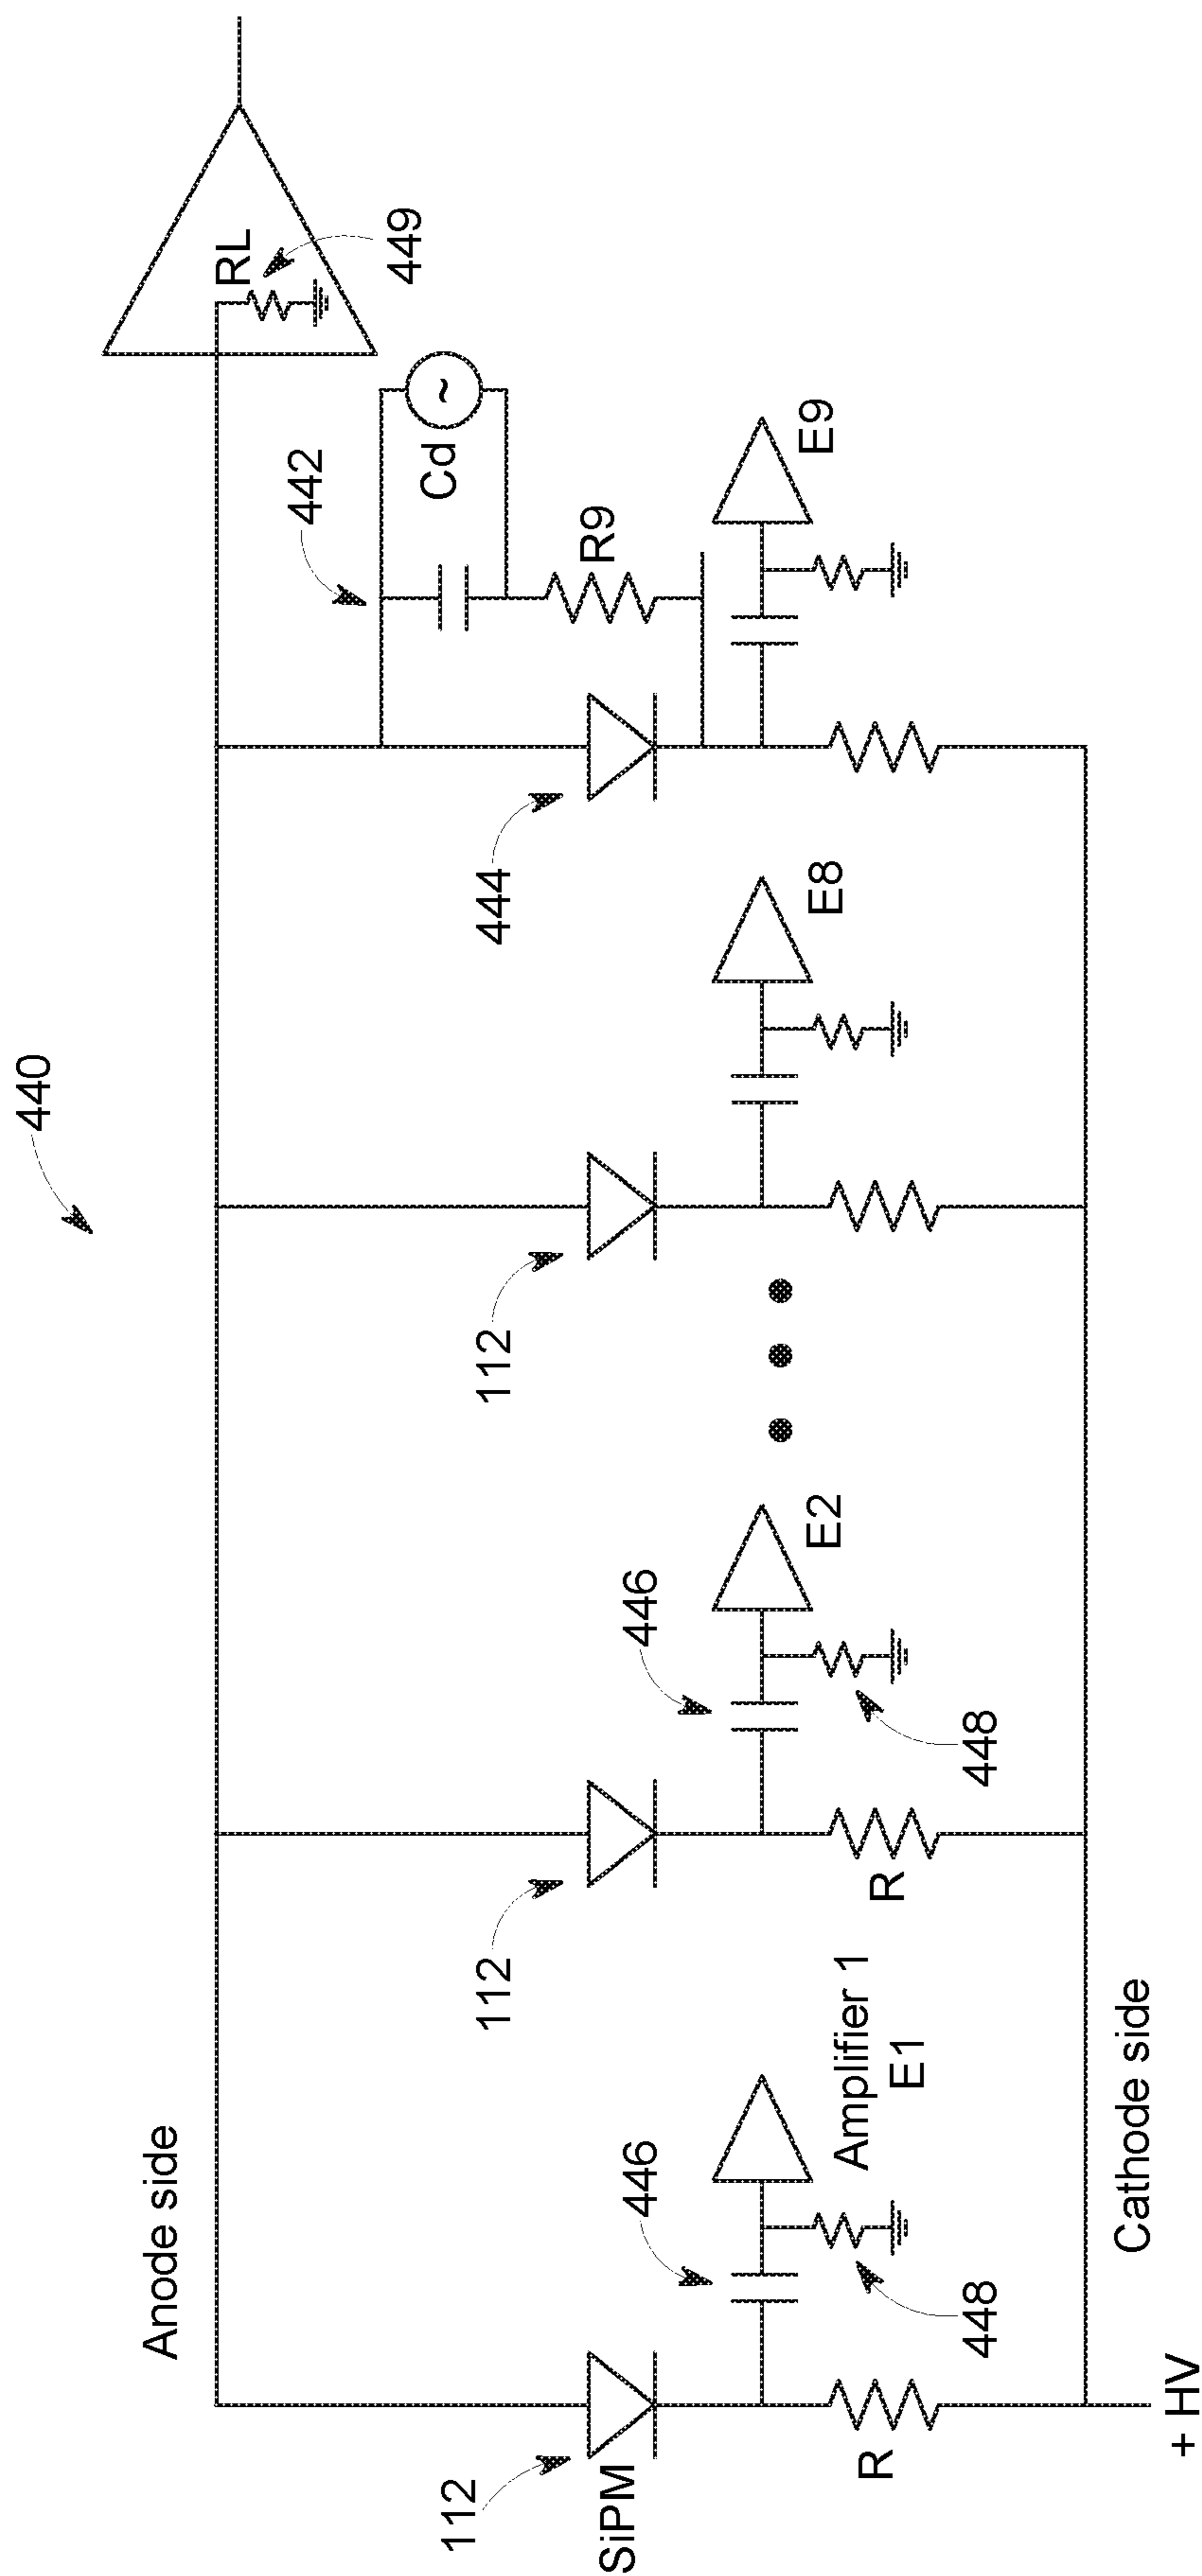 440
Anode side
RL
449
442
Cd
R9
444
E9
112
E8
112
446
E2
448
R
112
SiPM
446
Amplifier 1
E1
448
R
Cathode side
+ HV